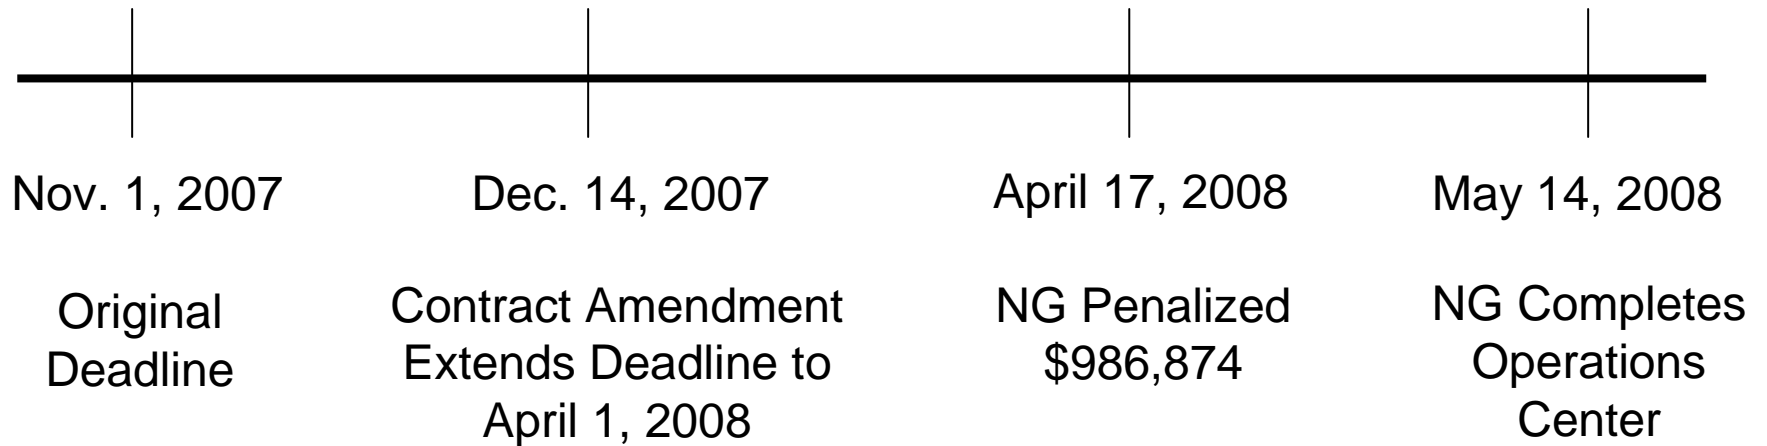 Nov. 1, 2007
Original
Deadline
Dec. 14, 2007
Contract Amendment
Extends Deadline to
April 1, 2008
April 17, 2008
NG Penalized
$986,874
May 14, 2008
NG Completes
Operations
Center